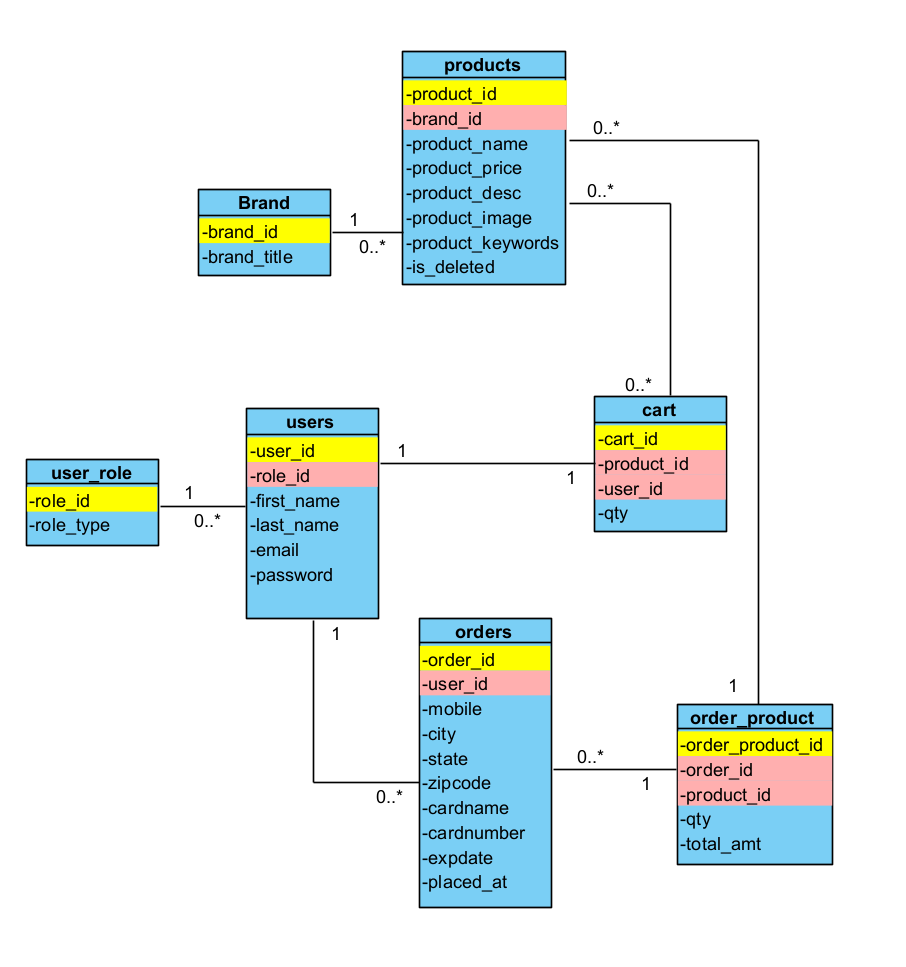 products
-product_id
-brand_id
-product_name
-product_price
-product_desc
-product_image
-product_keywords
-is_deleted
0..*
0..*
Brand
-brand_id
-brand_title
1
0..*
0..*
cart
-cart_id
-product_id
-user_id
-qty
users
-user_id
-role_id
-first_name
-last_name
-email
-password
1
1
user_role
-role_id
-role_type
1
0..*
1
0..*
orders
-order_id
-user_id
-mobile
-city
-state
-zipcode
-cardname
-cardnumber
-expdate
-placed_at
0..*
1
1
order_product
-order_product_id
-order_id
-product_id
-qty
-total_amt